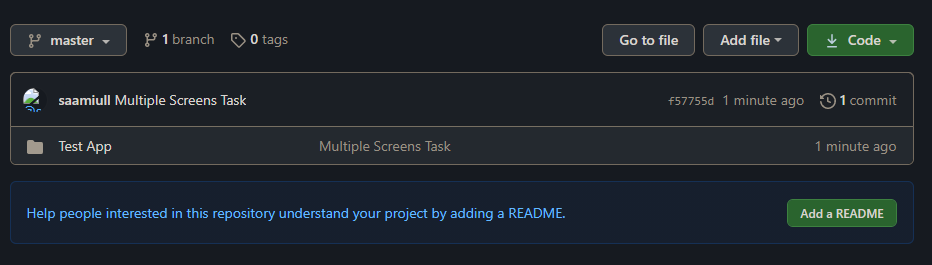 master 1 branch 0 tags Go to file Add file Code
saamiull Multiple Screens Task f57755d 1 minute ago 1 commit
Test App Multiple Screens Task 1 minute ago
Help people interested in this repository understand your project by adding a README. Add a README